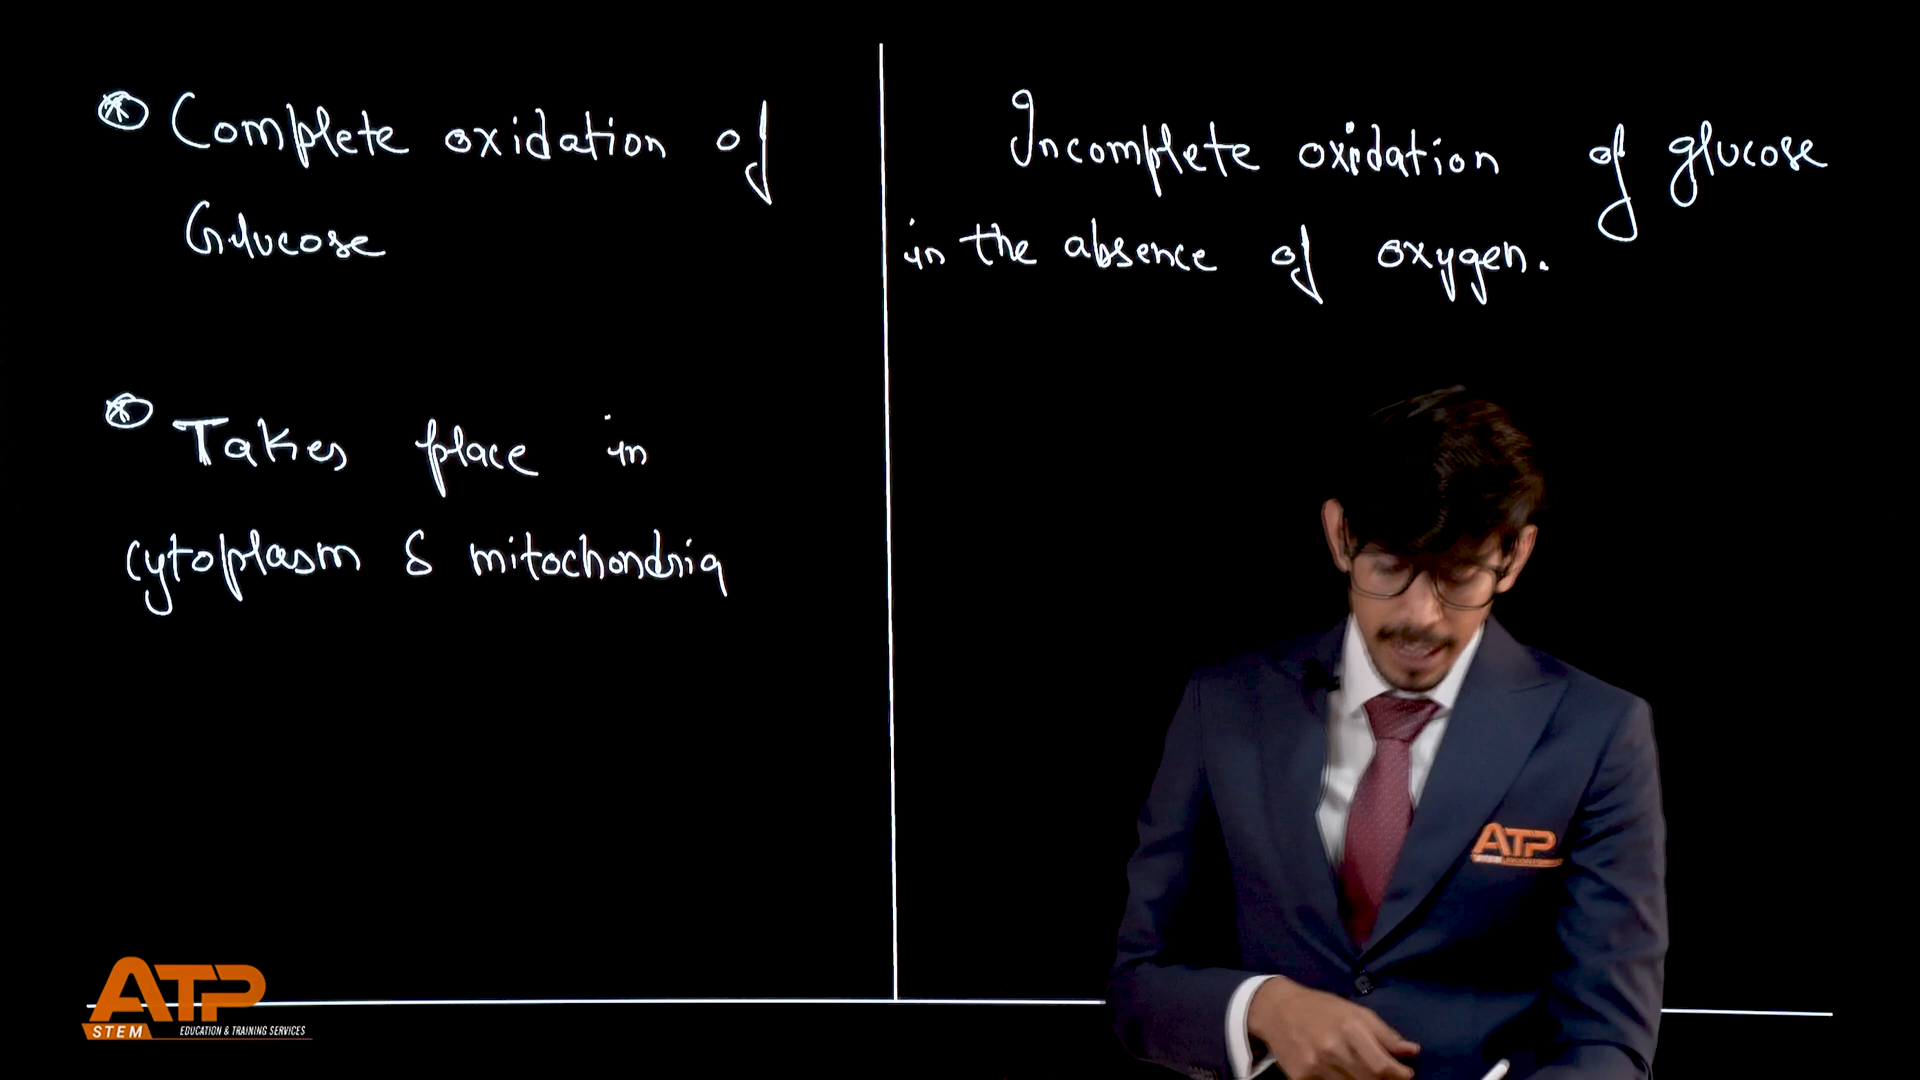 Complete oxidation of
Glucose
Takes place in
cytoplasm & mitochondria
Incomplete oxidation of glucose
in the absence of oxygen.
ATP
ATP
STEM EDUCATION & TRAINING SERVICES